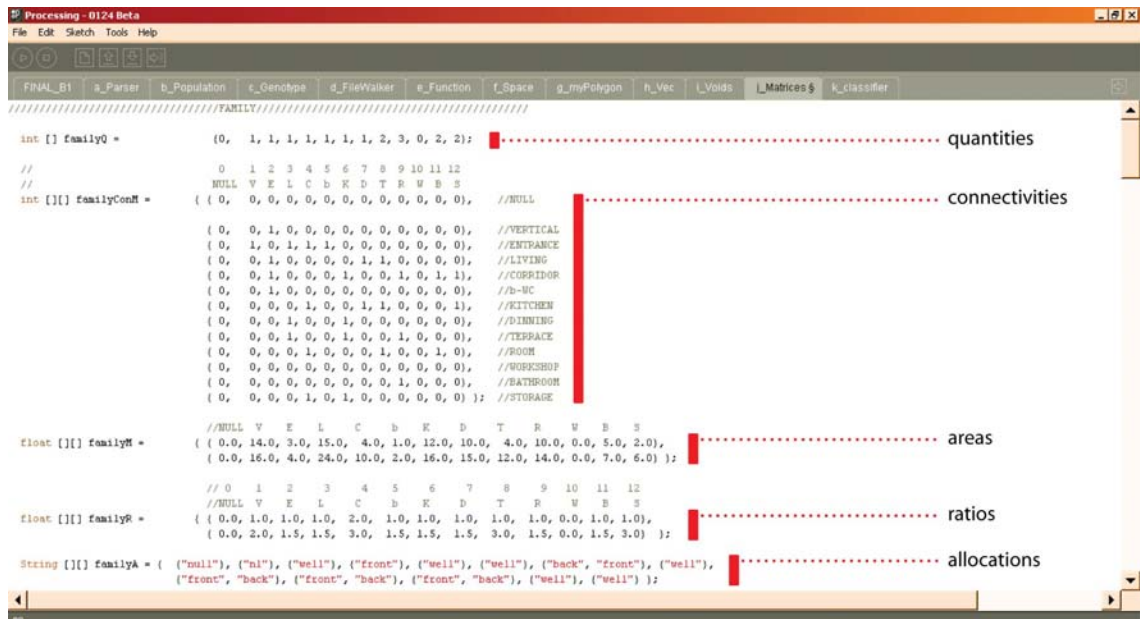 Processing - 0124 Beta
File Edit Sketch Tools Help
FINAL_B1 a_Parser b_Population c_Genotype d_FileWalker e_Function f_Space g_myPolygon h_Vec i_Voids j_Matrices § k_classifier
///////////////////////////////////////FAMILY//////////////////////////////////////////////////
int [] familyQ = {0, 1, 1, 1, 1, 1, 1, 1, 2, 3, 0, 2, 2}; quantities
// 0 1 2 3 4 5 6 7 8 9 10 11 12
// NULL V E L C b K D T R W B S
int [][] familyConM = { { 0, 0, 0, 0, 0, 0, 0, 0, 0, 0, 0, 0, 0}, //NULL connectivities
{ 0, 0, 1, 0, 0, 0, 0, 0, 0, 0, 0, 0, 0}, //VERTICAL
{ 0, 1, 0, 1, 1, 1, 0, 0, 0, 0, 0, 0, 0}, //ENTRANCE
{ 0, 0, 1, 0, 0, 0, 0, 1, 1, 0, 0, 0, 0}, //LIVING
{ 0, 0, 1, 0, 0, 0, 1, 0, 0, 1, 0, 1, 1}, //CORRIDOR
{ 0, 0, 1, 0, 0, 0, 0, 0, 0, 0, 0, 0, 0}, //b-WC
{ 0, 0, 0, 0, 1, 0, 0, 1, 1, 0, 0, 0, 1}, //KITCHEN
{ 0, 0, 0, 1, 0, 0, 1, 0, 0, 0, 0, 0, 0}, //DINNING
{ 0, 0, 0, 1, 0, 0, 1, 0, 0, 1, 0, 0, 0}, //TERRACE
{ 0, 0, 0, 0, 1, 0, 0, 0, 1, 0, 0, 1, 0}, //ROOM
{ 0, 0, 0, 0, 0, 0, 0, 0, 0, 0, 0, 0, 0}, //WORKSHOP
{ 0, 0, 0, 0, 0, 0, 0, 0, 0, 1, 0, 0, 0}, //BATHROOM
{ 0, 0, 0, 0, 1, 0, 1, 0, 0, 0, 0, 0, 0} }; //STORAGE
//NULL V E L C b K D T R W B S
float [][] familyM = { { 0.0, 14.0, 3.0, 15.0, 4.0, 1.0, 12.0, 10.0, 4.0, 10.0, 0.0, 5.0, 2.0}, areas
{ 0.0, 16.0, 4.0, 24.0, 10.0, 2.0, 16.0, 15.0, 12.0, 14.0, 0.0, 7.0, 6.0} };
// 0 1 2 3 4 5 6 7 8 9 10 11 12
//NULL V E L C b K D T R W B S
float [][] familyR = { { 0.0, 1.0, 1.0, 1.0, 2.0, 1.0, 1.0, 1.0, 1.0, 1.0, 0.0, 1.0, 1.0}, ratios
{ 0.0, 2.0, 1.5, 1.5, 3.0, 1.5, 1.5, 1.5, 3.0, 1.5, 0.0, 1.5, 3.0} };
String [][] familyA = { {"null"}, {"nl"}, {"well"}, {"front"}, {"well"}, {"well"}, {"back", "front"}, {"well"}, allocations
{"front", "back"}, {"front", "back"}, {"front", "back"}, {"well"}, {"well"} };